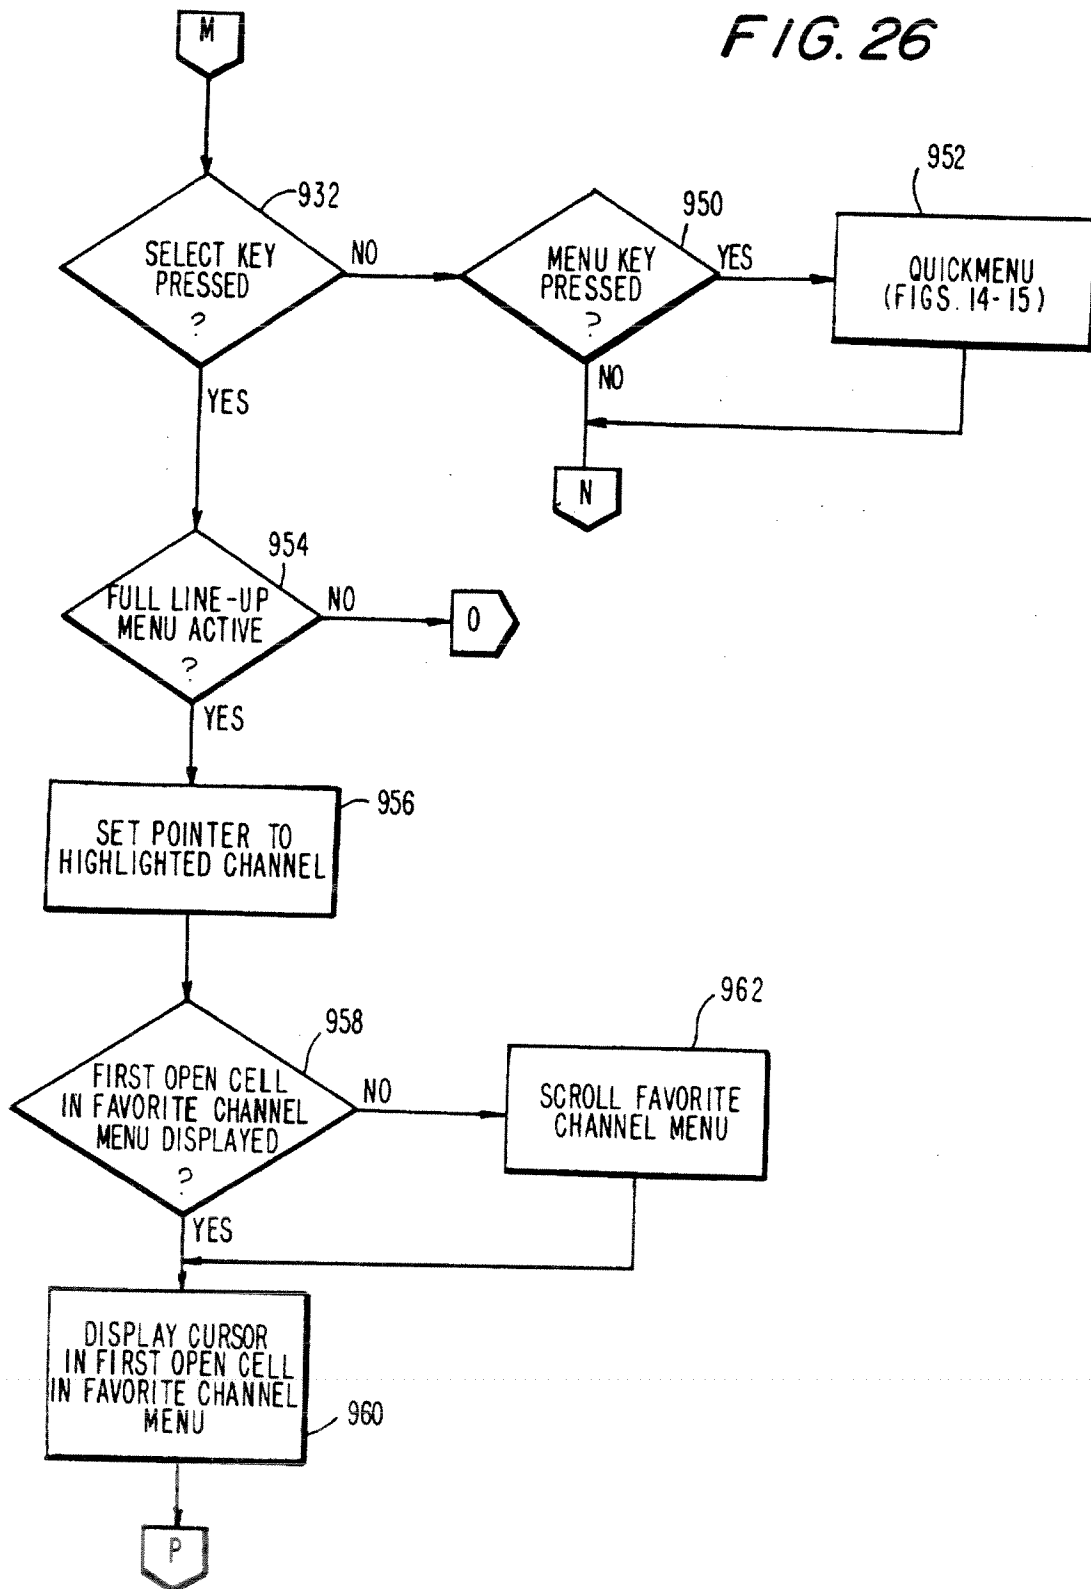 M
FIG. 26
932
SELECT KEY
PRESSED
?
NO
YES
950
MENU KEY
PRESSED
?
YES
NO
952
QUICKMENU
(FIGS. 14-15)
N
954
FULL LINE-UP
MENU ACTIVE
?
NO
O
YES
956
SET POINTER TO
HIGHLIGHTED CHANNEL
958
FIRST OPEN CELL
IN FAVORITE CHANNEL
MENU DISPLAYED
?
NO
YES
962
SCROLL FAVORITE
CHANNEL MENU
DISPLAY CURSOR
IN FIRST OPEN CELL
IN FAVORITE CHANNEL
MENU
960
P